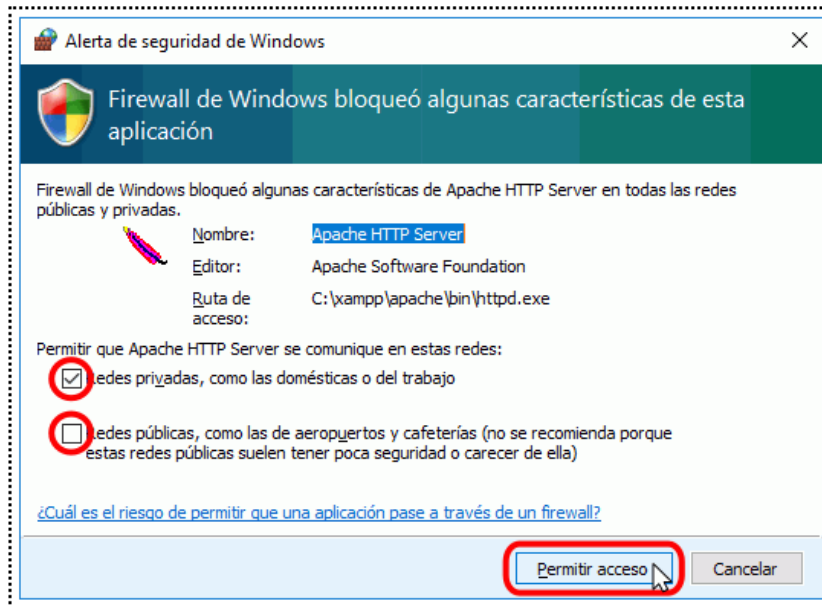 Alerta de seguridad de Windows
Firewall de Windows bloqueó algunas características de esta
aplicación
Firewall de Windows bloqueó algunas características de Apache HTTP Server en todas las redes
públicas y privadas.
Nombre: Apache HTTP Server
Editor: Apache Software Foundation
Ruta de C:\xampp\apache\bin\httpd.exe
acceso:
Permitir que Apache HTTP Server se comunique en estas redes:
Redes privadas, como las domésticas o del trabajo
Redes públicas, como las de aeropuertos y cafeterías (no se recomienda porque
estas redes públicas suelen tener poca seguridad o carecer de ella)
¿Cuál es el riesgo de permitir que una aplicación pase a través de un firewall?
Permitir acceso Cancelar